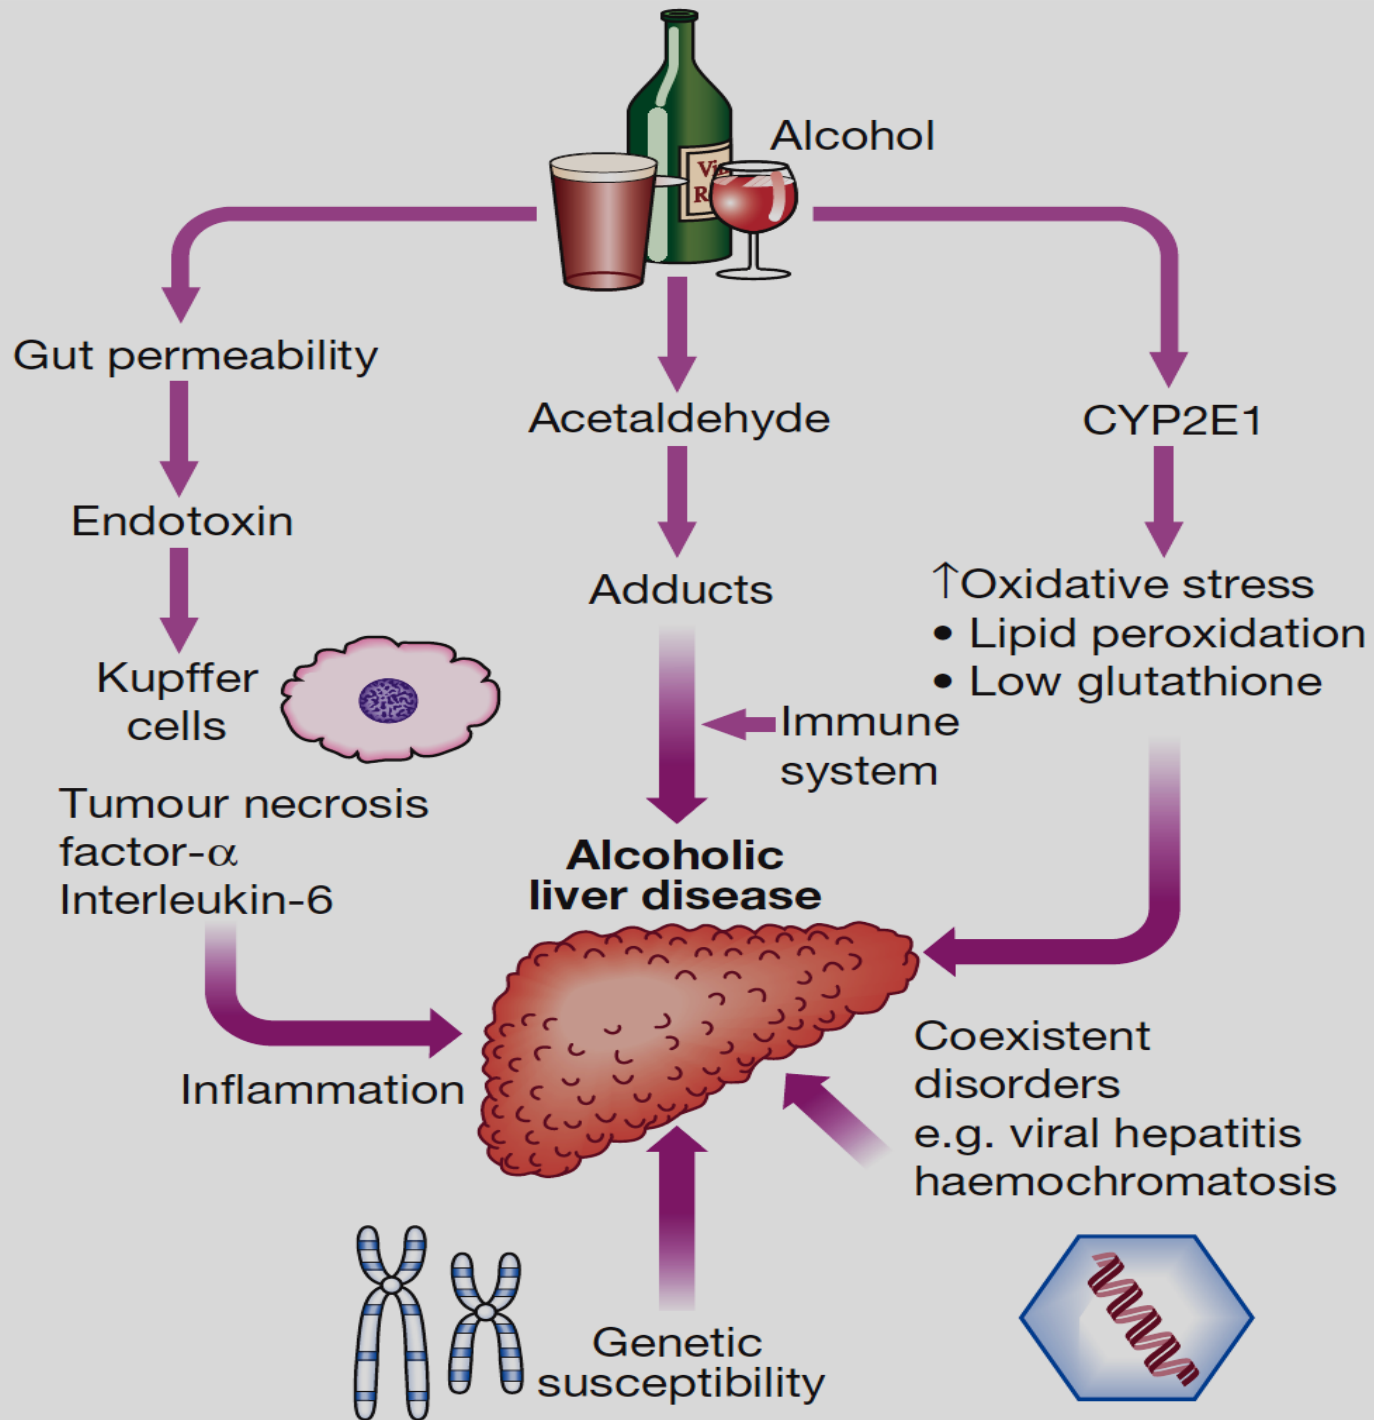 Alcohol
Vin
R
Gut permeability
Endotoxin
Kupffer
cells
Tumour necrosis
factor-α
Interleukin-6
Inflammation
Acetaldehyde
Adducts
Immune
system
Alcoholic
liver disease
CYP2E1
↑Oxidative stress
• Lipid peroxidation
• Low glutathione
Coexistent
disorders
e.g. viral hepatitis
haemochromatosis
Genetic
susceptibility